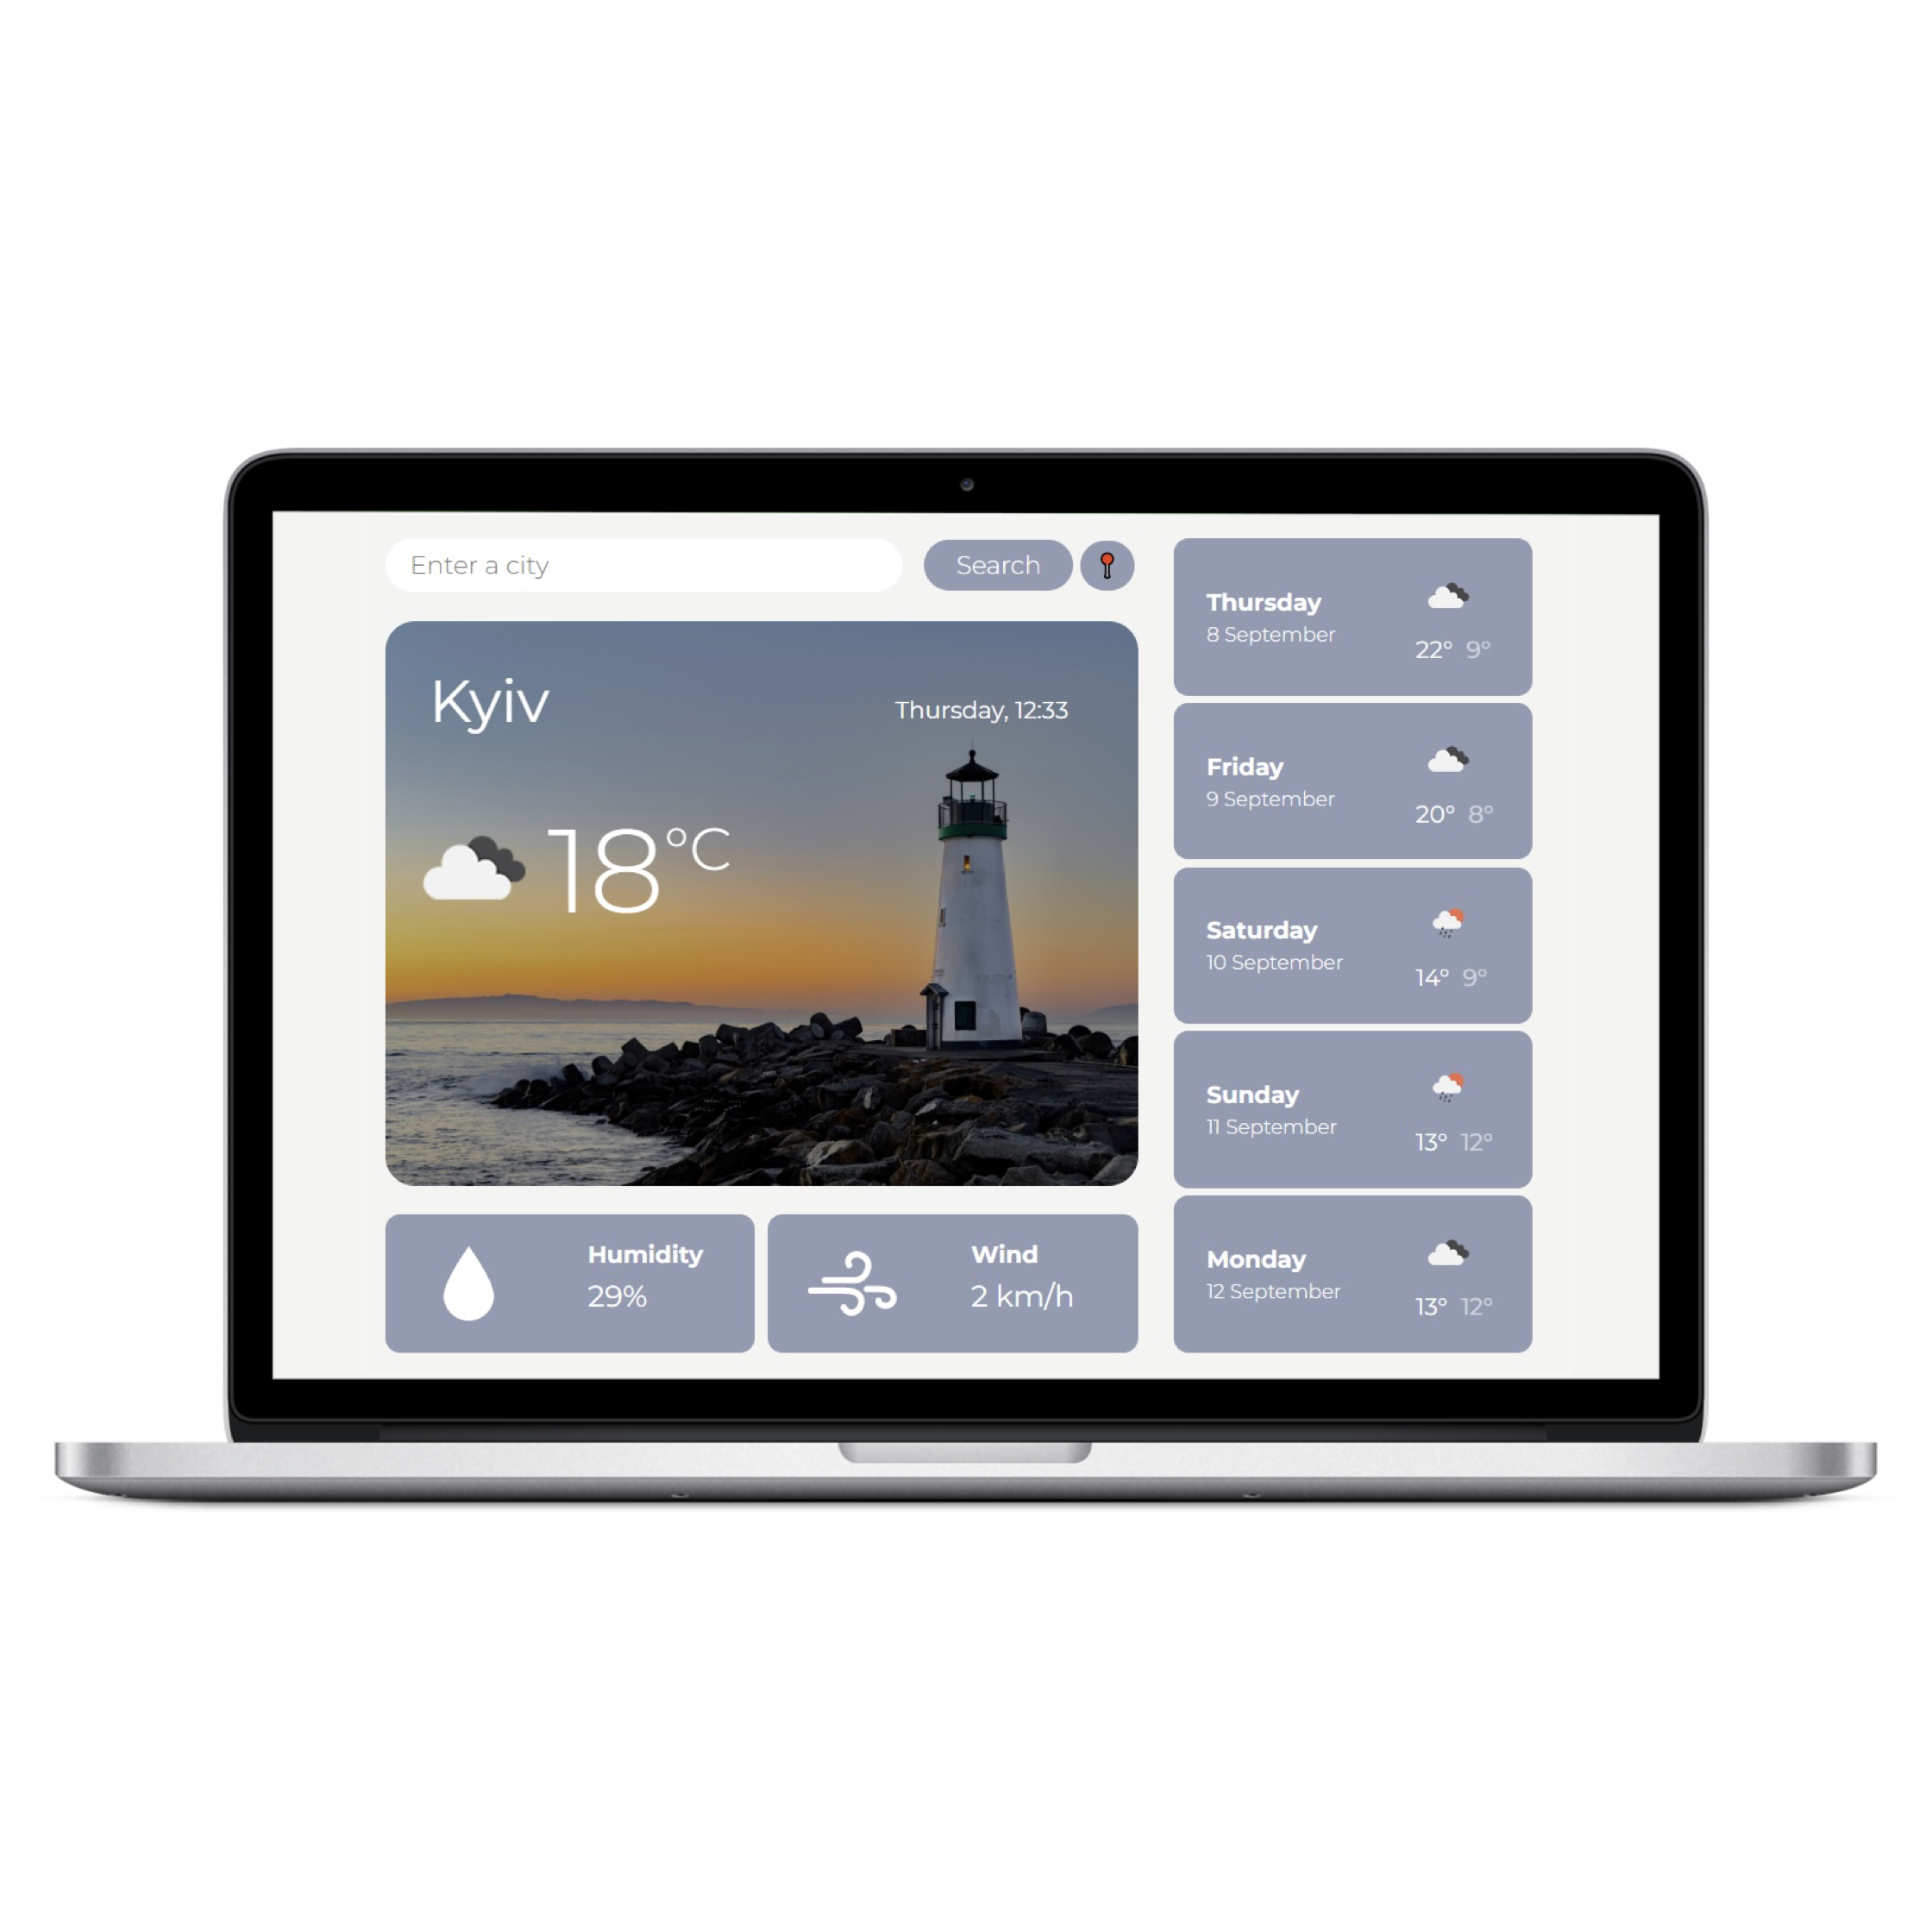 Enter a city
Search
Kyiv
Thursday, 12:33
18°C
Humidity
29%
Wind
2 km/h
Thursday
8 September
22° 9°
Friday
9 September
20° 8°
Saturday
10 September
14° 9°
Sunday
11 September
13° 12°
Monday
12 September
13° 12°